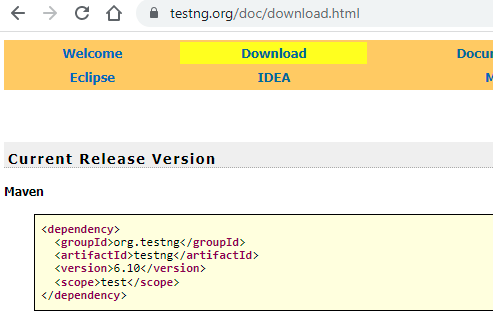 testng.org/doc/download.html
Welcome Download
Eclipse IDEA
Current Release Version
Maven
<dependency>
<groupId>org.testng</groupId>
<artifactId>testng</artifactId>
<version>6.10</version>
<scope>test</scope>
</dependency>